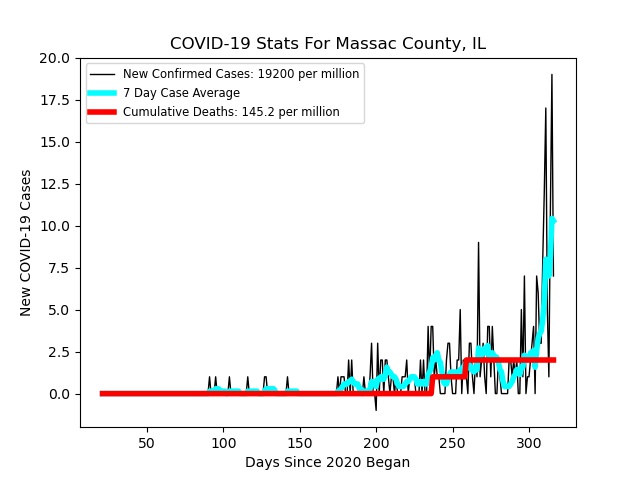 COVID-19 Stats For Massac County, IL
New Confirmed Cases: 19200 per million
7 Day Case Average
Cumulative Deaths: 145.2 per million
New COVID-19 Cases
20.0
17.5
15.0
12.5
10.0
7.5
5.0
2.5
0.0
50 100 150 200 250 300
Days Since 2020 Began